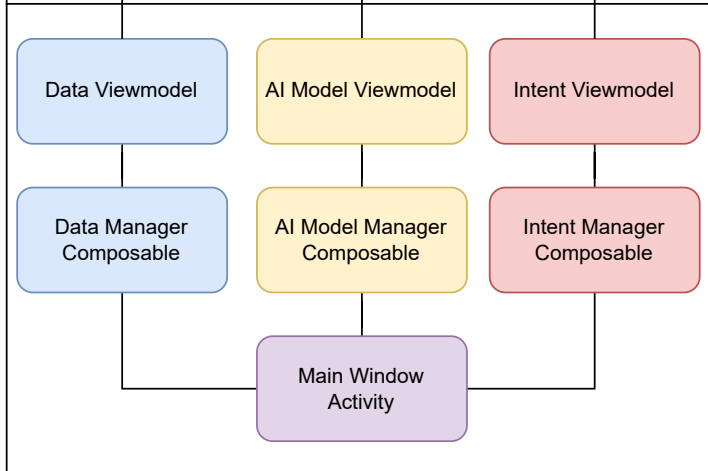 Data Viewmodel
AI Model Viewmodel
Intent Viewmodel
Data Manager
Composable
AI Model Manager
Composable
Intent Manager
Composable
Main Window
Activity